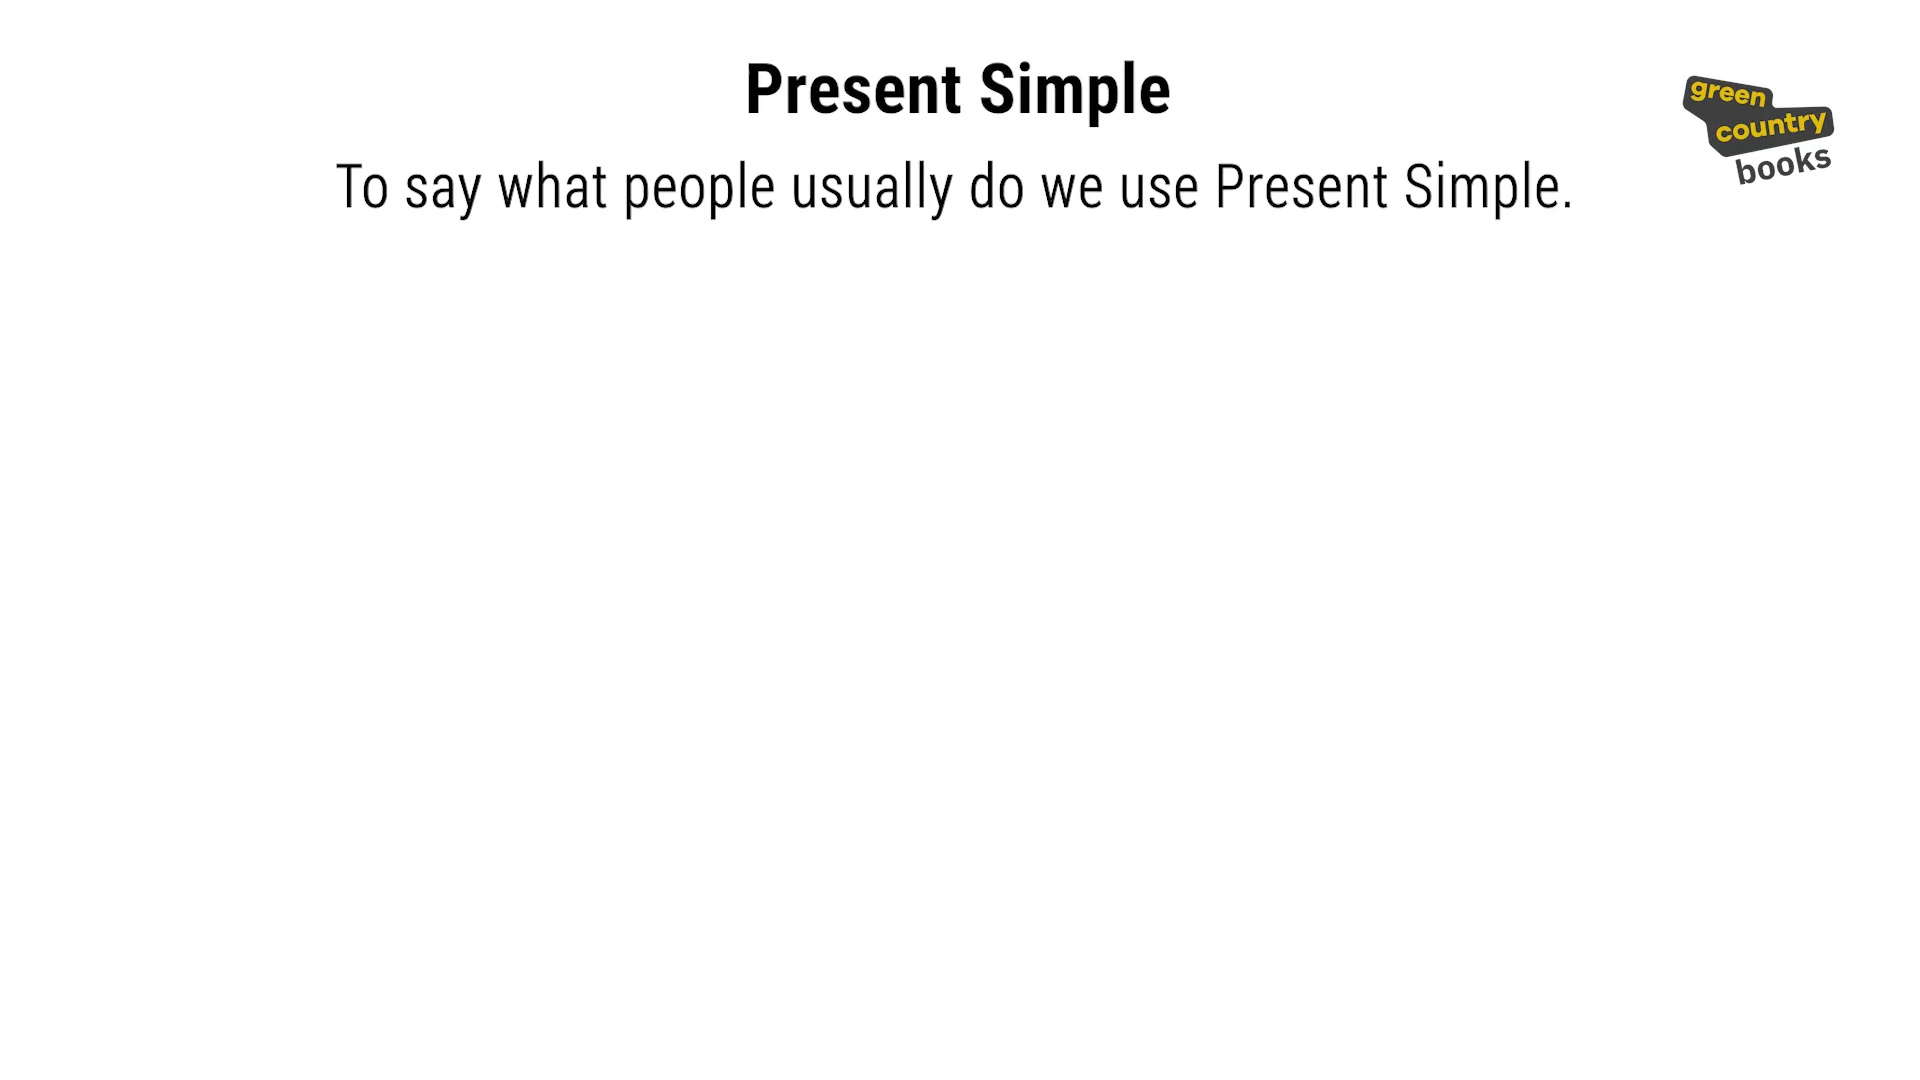 Present Simple
To say what people usually do we use Present Simple.
green
country
books